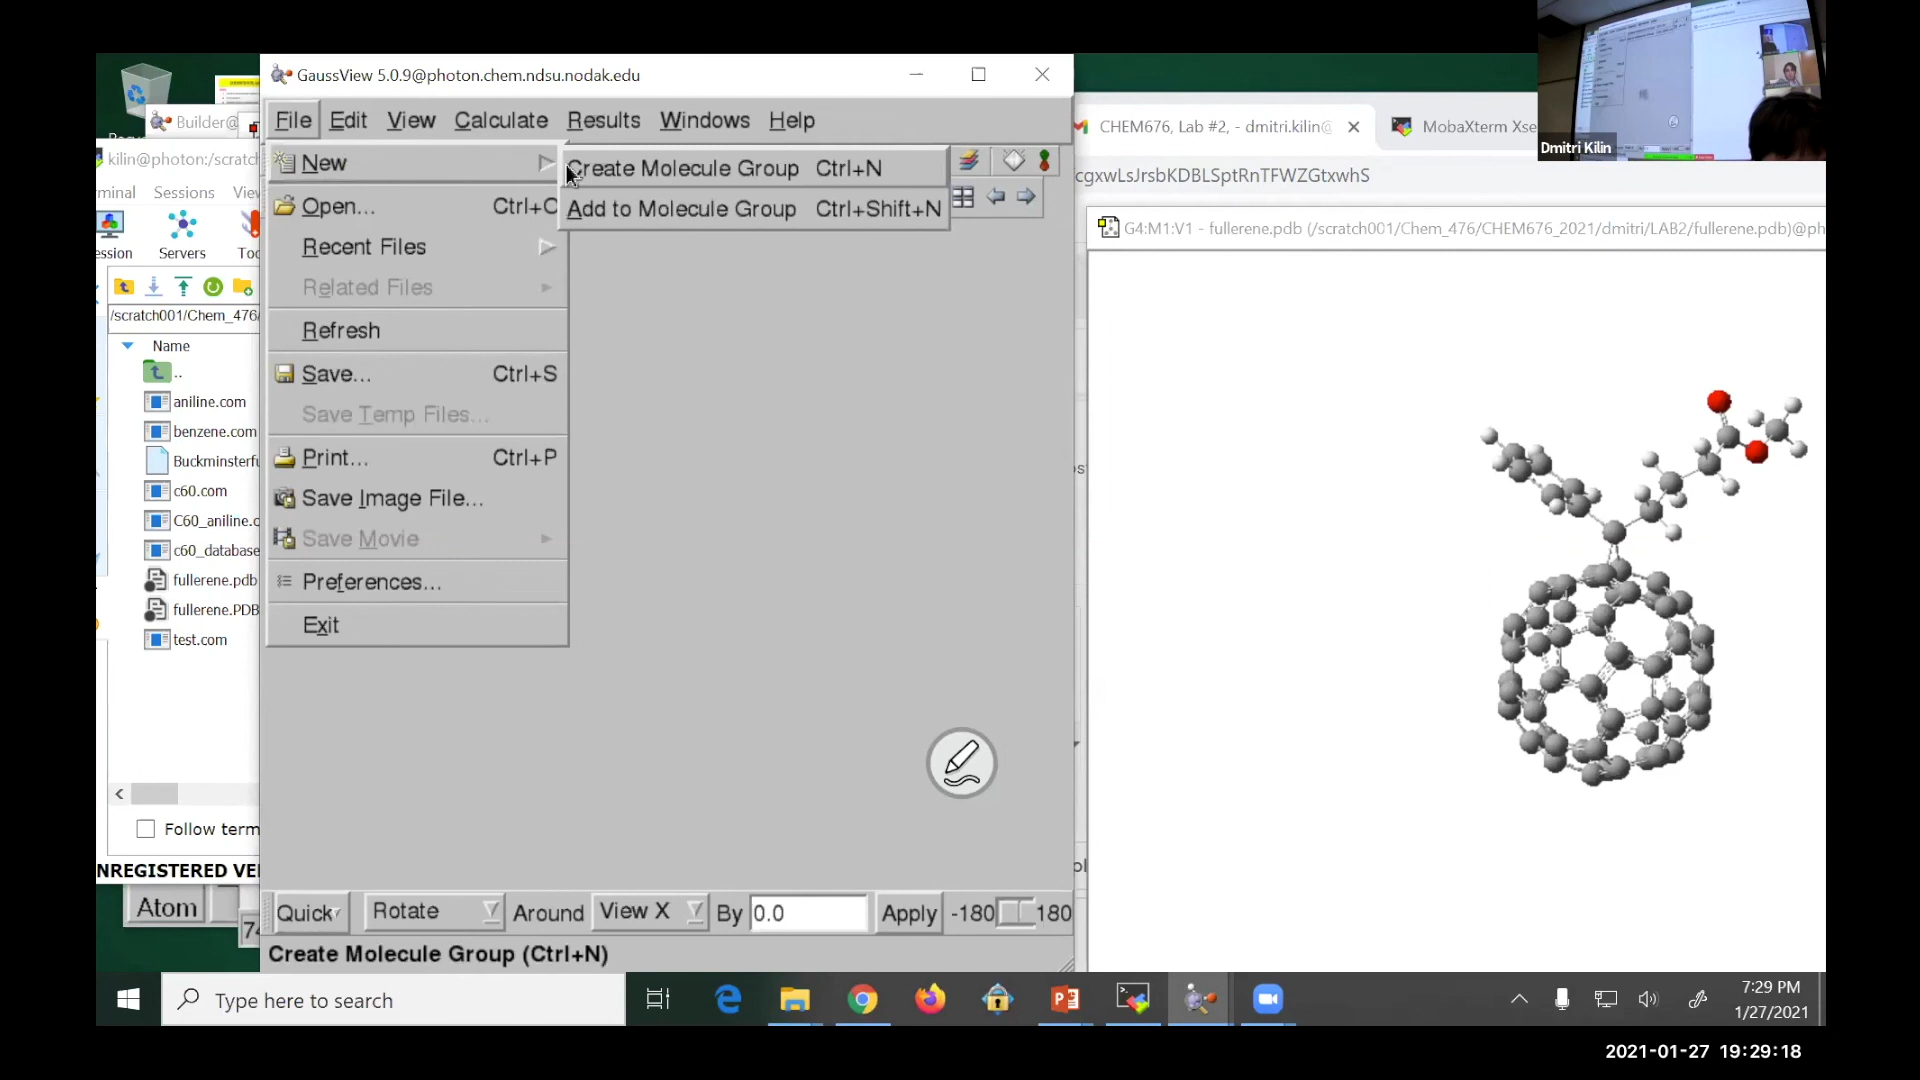 GaussView 5.0.9@photon.chem.ndsu.nodak.edu
Builder@
File Edit View Calculate Results Windows Help
CHEM676, Lab #2, - dmitri.kilin@
MobaXterm Xse
Dmitri Kilin
kilin@photon:/scratch
New
Create Molecule Group Ctrl+N
cgxwLsJrsbKDBLSptRnTFWZGtxwhS
minal Sessions View
Open... Ctrl+O
Add to Molecule Group Ctrl+Shift+N
G4:M1:V1 - fullerene.pdb (/scratch001/Chem_476/CHEM676_2021/dmitri/LAB2/fullerene.pdb)@ph
ession Servers Too
Recent Files
Related Files
/scratch001/Chem_476/
Refresh
Name
..
Save... Ctrl+S
aniline.com
Save Temp Files...
benzene.com
Print... Ctrl+P
Buckminsterfu
c60.com
Save Image File...
C60_aniline.c
Save Movie
c60_database
fullerene.pdb
Preferences...
fullerene.PDB
Exit
test.com
Follow term
NREGISTERED VE
Atom
74
Quick Rotate Around View X By 0.0 Apply -180 180
Create Molecule Group (Ctrl+N)
Type here to search
7:29 PM
1/27/2021
2021-01-27 19:29:18